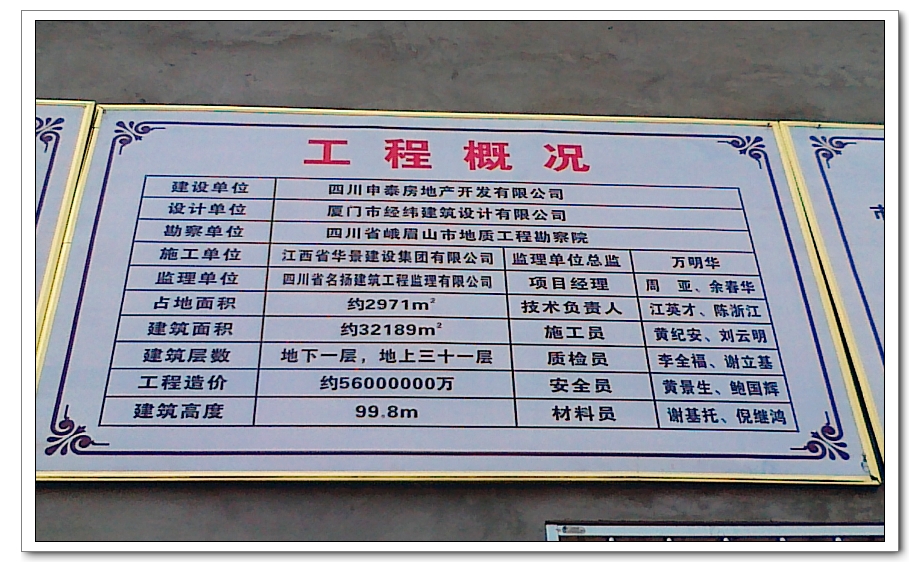 工程概况
建设单位 四川申泰房地产开发有限公司
设计单位 厦门市经纬建筑设计有限公司
勘察单位 四川省峨眉山市地质工程勘察院
施工单位 江西省华景建设集团有限公司 监理单位总监 万明华
监理单位 四川省名扬建筑工程监理有限公司 项目经理 周 亚、余春华
占地面积 约2971m² 技术负责人 江英才、陈浙江
建筑面积 约32189m² 施工员 黄纪安、刘云明
建筑层数 地下一层，地上三十一层 质检员 李全福、谢立基
工程造价 约56000000万 安全员 黄景生、鲍国辉
建筑高度 99.8m 材料员 谢基托、倪继鸿